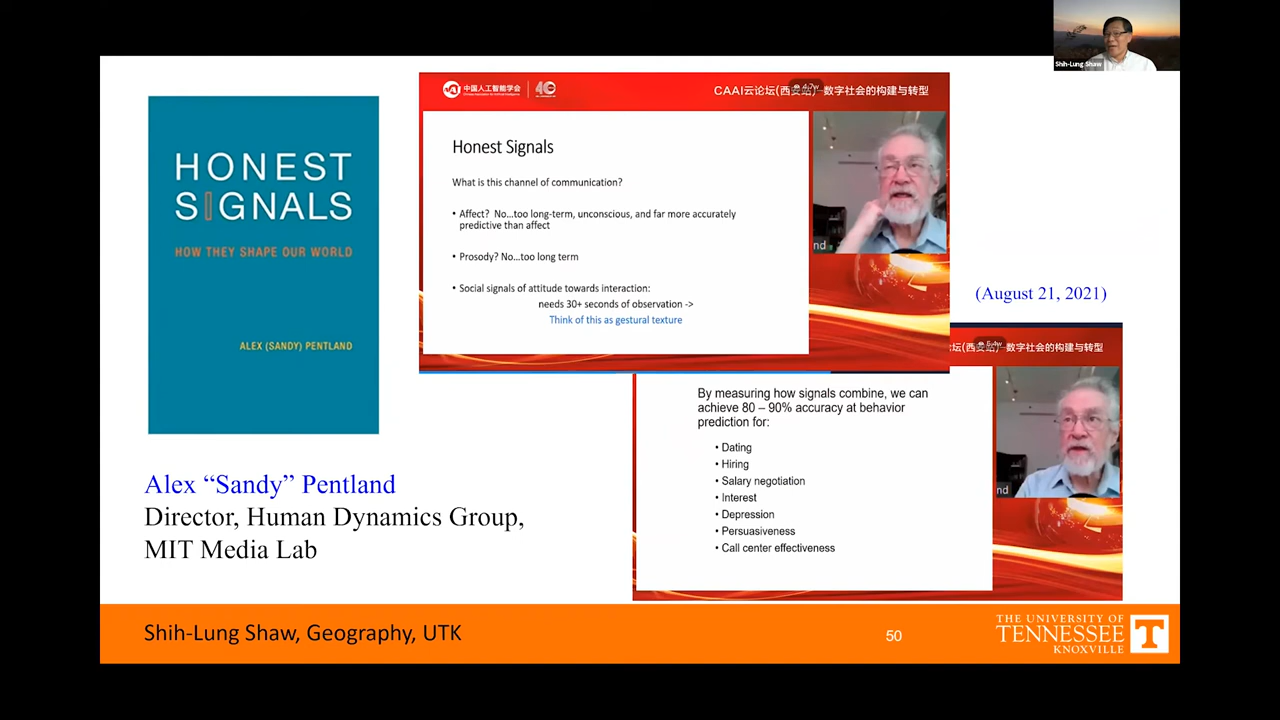 Shih-Lung Shaw
HONEST
SIGNALS
HOW THEY SHAPE OUR WORLD
ALEX (SANDY) PENTLAND
中国人工智能学会
CAAI云论坛(西安站)–数字社会的构建与转型
Honest Signals
What is this channel of communication?
• Affect? No...too long-term, unconscious, and far more accurately
predictive than affect
• Prosody? No...too long term
• Social signals of attitude towards interaction:
needs 30+ seconds of observation ->
Think of this as gestural texture
nd
(August 21, 2021)
坛(西安站)–数字社会的构建与转型
By measuring how signals combine, we can
achieve 80 – 90% accuracy at behavior
prediction for:
• Dating
• Hiring
• Salary negotiation
• Interest
• Depression
• Persuasiveness
• Call center effectiveness
nd
Alex “Sandy” Pentland
Director, Human Dynamics Group,
MIT Media Lab
Shih-Lung Shaw, Geography, UTK
50
THE UNIVERSITY OF
TENNESSEE
KNOXVILLE
T